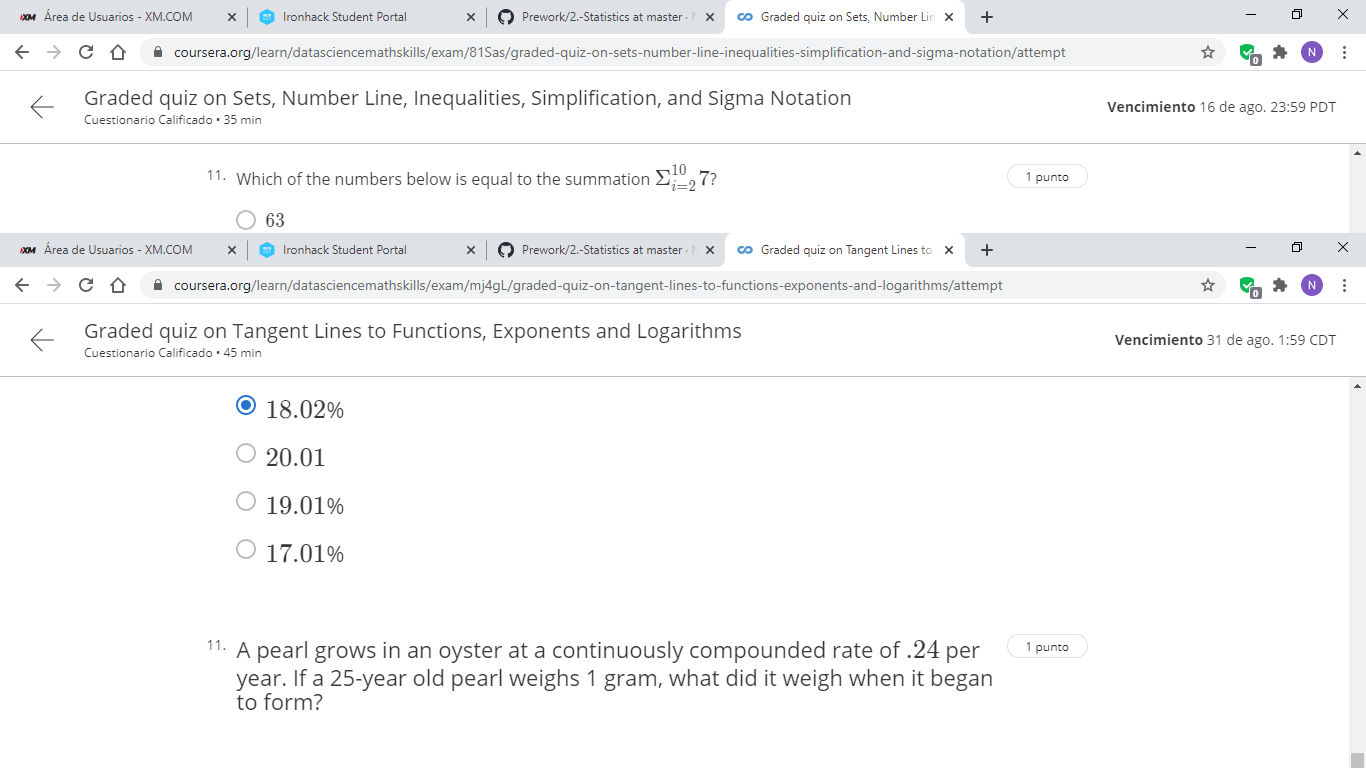 XM Área de Usuarios - XM.COM Ironhack Student Portal Prework/2.-Statistics at master · Graded quiz on Sets, Number Lin
coursera.org/learn/datasciencemathskills/exam/81Sas/graded-quiz-on-sets-number-line-inequalities-simplification-and-sigma-notation/attempt 0 N
Graded quiz on Sets, Number Line, Inequalities, Simplification, and Sigma Notation
Cuestionario Calificado • 35 min
Vencimiento 16 de ago. 23:59 PDT
11. Which of the numbers below is equal to the summation Σ_{i=2}^{10} 7?
1 punto
63
XM Área de Usuarios - XM.COM Ironhack Student Portal Prework/2.-Statistics at master · Graded quiz on Tangent Lines to
coursera.org/learn/datasciencemathskills/exam/mj4gL/graded-quiz-on-tangent-lines-to-functions-exponents-and-logarithms/attempt 0 N
Graded quiz on Tangent Lines to Functions, Exponents and Logarithms
Cuestionario Calificado • 45 min
Vencimiento 31 de ago. 1:59 CDT
18.02%
20.01
19.01%
17.01%
11. A pearl grows in an oyster at a continuously compounded rate of .24 per
year. If a 25-year old pearl weighs 1 gram, what did it weigh when it began
to form?
1 punto